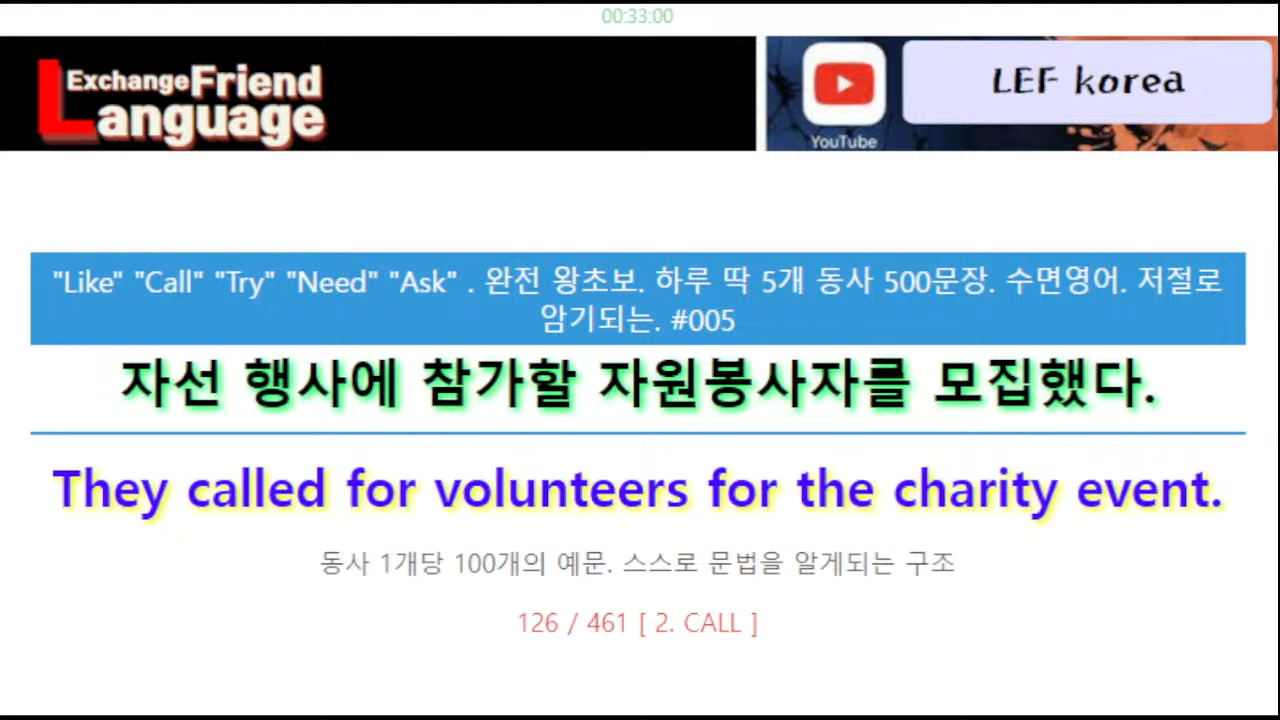 00:33:00
ExchangeFriend
Language
LEF korea
YouTube
"Like" "Call" "Try" "Need" "Ask" . 완전 왕초보. 하루 딱 5개 동사 500문장. 수면영어. 저절로
암기되는. #005
자선 행사에 참가할 자원봉사자를 모집했다.
They called for volunteers for the charity event.
동사 1개당 100개의 예문. 스스로 문법을 알게되는 구조
126 / 461 [ 2. CALL ]